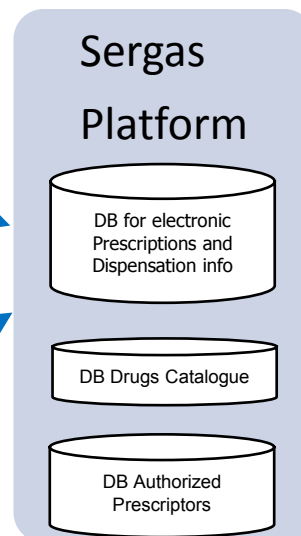 Sergas
Platform
DB for electronic
Prescriptions and
Dispensation info
DB Drugs Catalogue
DB Authorized
Prescriptors